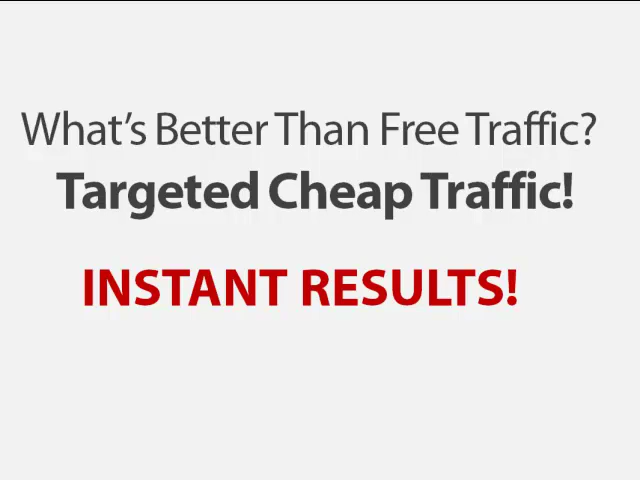 What’s Better Than Free Traffic?
Targeted Cheap Traffic!
INSTANT RESULTS!